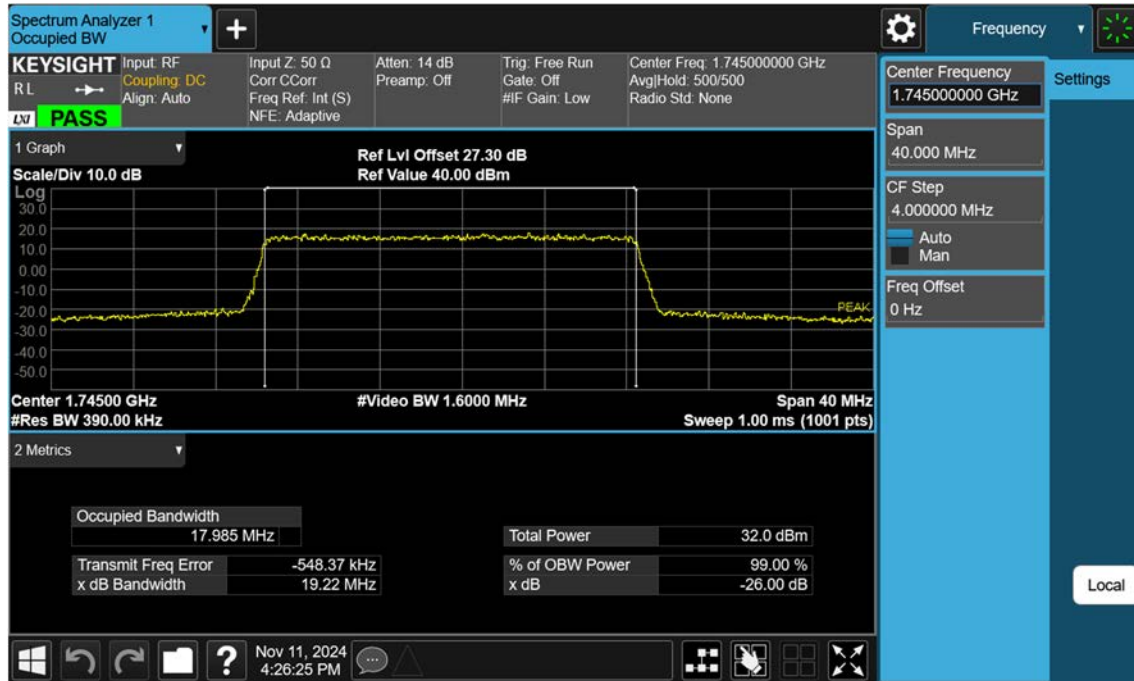 Spectrum Analyzer 1
Occupied BW
+
Frequency
KEYSIGHT
RL
LXI PASS
Input: RF
Coupling: DC
Align: Auto
Input Z: 50 Ω
Corr CCorr
Freq Ref: Int (S)
NFE: Adaptive
Atten: 14 dB
Preamp: Off
Trig: Free Run
Gate: Off
#IF Gain: Low
Center Freq: 1.745000000 GHz
Avg|Hold: 500/500
Radio Std: None
1 Graph
Scale/Div 10.0 dB
Ref Lvl Offset 27.30 dB
Ref Value 40.00 dBm
Log
30.0
20.0
10.0
0.00
-10.0
-20.0
-30.0
-40.0
-50.0
PEAK
Center 1.74500 GHz
#Video BW 1.6000 MHz
Span 40 MHz
#Res BW 390.00 kHz
Sweep 1.00 ms (1001 pts)
2 Metrics
Occupied Bandwidth
17.985 MHz
Total Power 32.0 dBm
Transmit Freq Error -548.37 kHz
% of OBW Power 99.00 %
x dB Bandwidth 19.22 MHz
x dB -26.00 dB
?
Nov 11, 2024
4:26:25 PM
Center Frequency
1.745000000 GHz
Settings
Span
40.000 MHz
CF Step
4.000000 MHz
Auto
Man
Freq Offset
0 Hz
Local